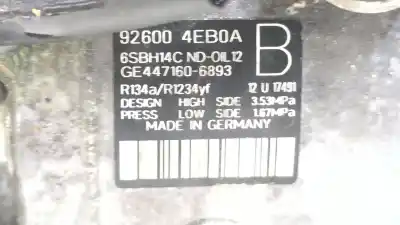 92600 4EB0A
6SBH14C ND-OIL12
GE447160-6893
B
R134a/R1234yf 12 U 17491
DESIGN HIGH SIDE 3.53MPa
PRESS LOW SIDE 1.67MPa
MADE IN GERMANY